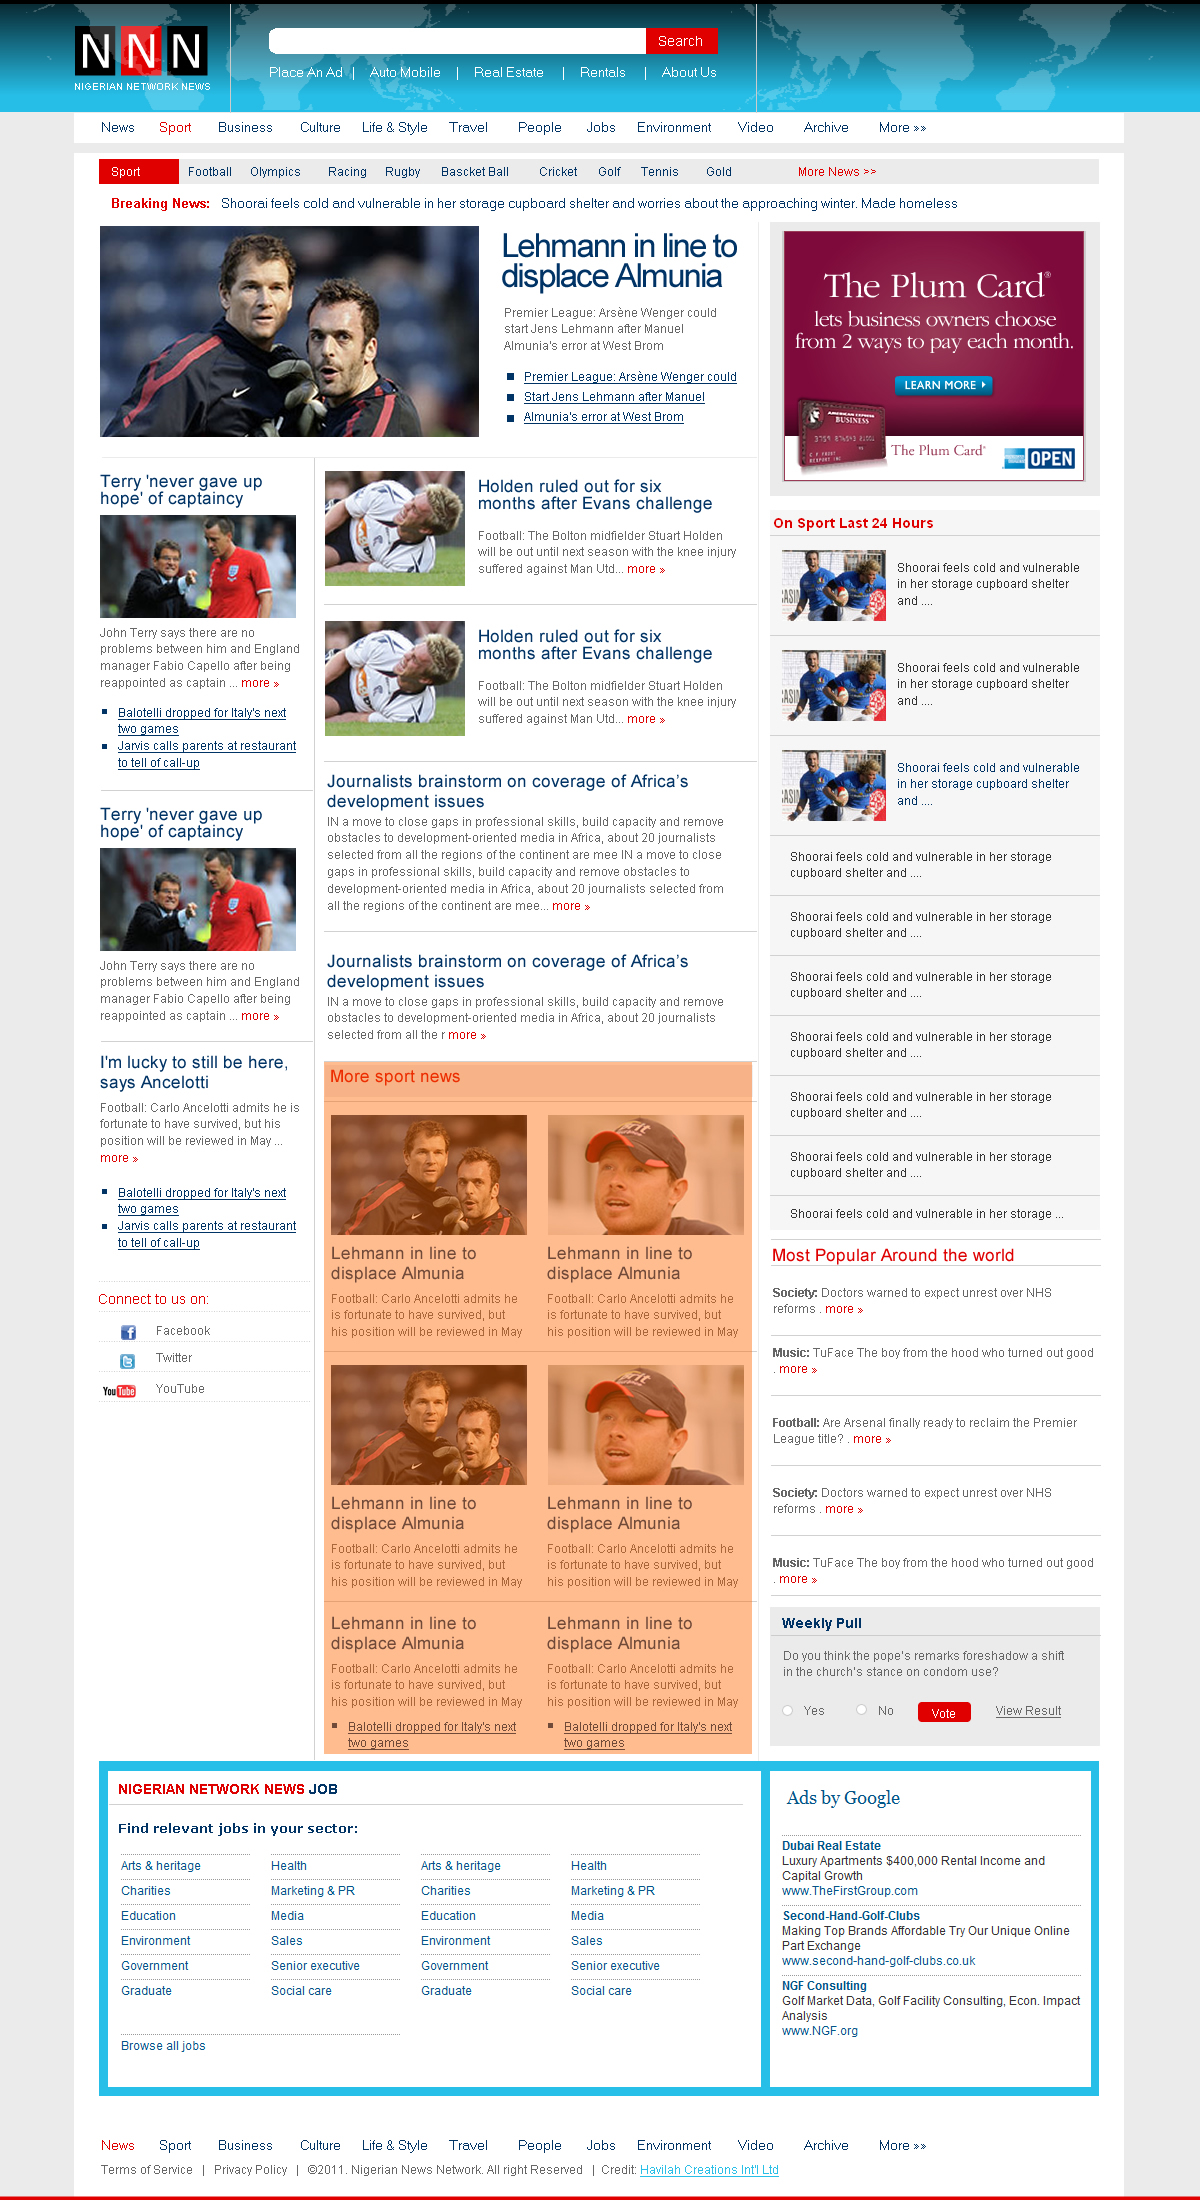 NNN
NIGERIAN NETWORK NEWS
Search
Place An Ad | Auto Mobile | Real Estate | Rentals | About Us
News Sport Business Culture Life & Style Travel People Jobs Environment Video Archive More »»
Sport Football Olympics Racing Rugby Bascket Ball Cricket Golf Tennis Gold More News >>
Breaking News: Shoorai feels cold and vulnerable in her storage cupboard shelter and worries about the approaching winter. Made homeless
Lehmann in line to
displace Almunia
Premier League: Arsène Wenger could
start Jens Lehmann after Manuel
Almunia's error at West Brom
Premier League: Arsène Wenger could
Start Jens Lehmann after Manuel
Almunia's error at West Brom
The Plum Card®
lets business owners choose
from 2 ways to pay each month.
LEARN MORE
AMERICAN EXPRESS
BUSINESS
The Plum Card®
OPEN
Terry 'never gave up
hope' of captaincy
John Terry says there are no
problems between him and England
manager Fabio Capello after being
reappointed as captain ... more »
Balotelli dropped for Italy's next
two games
Jarvis calls parents at restaurant
to tell of call-up
Terry 'never gave up
hope' of captaincy
John Terry says there are no
problems between him and England
manager Fabio Capello after being
reappointed as captain ... more »
I'm lucky to still be here,
says Ancelotti
Football: Carlo Ancelotti admits he is
fortunate to have survived, but his
position will be reviewed in May ...
more »
Balotelli dropped for Italy's next
two games
Jarvis calls parents at restaurant
to tell of call-up
Connect to us on:
Facebook
Twitter
YouTube YouTube
Holden ruled out for six
months after Evans challenge
Football: The Bolton midfielder Stuart Holden
will be out until next season with the knee injury
suffered against Man Utd... more »
Holden ruled out for six
months after Evans challenge
Football: The Bolton midfielder Stuart Holden
will be out until next season with the knee injury
suffered against Man Utd... more »
Journalists brainstorm on coverage of Africa's
development issues
IN a move to close gaps in professional skills, build capacity and remove
obstacles to development-oriented media in Africa, about 20 journalists
selected from all the regions of the continent are mee IN a move to close
gaps in professional skills, build capacity and remove obstacles to
development-oriented media in Africa, about 20 journalists selected from
all the regions of the continent are mee... more »
Journalists brainstorm on coverage of Africa's
development issues
IN a move to close gaps in professional skills, build capacity and remove
obstacles to development-oriented media in Africa, about 20 journalists
selected from all the r more »
More sport news
Lehmann in line to
displace Almunia
Football: Carlo Ancelotti admits he
is fortunate to have survived, but
his position will be reviewed in May
Lehmann in line to
displace Almunia
Football: Carlo Ancelotti admits he
is fortunate to have survived, but
his position will be reviewed in May
Lehmann in line to
displace Almunia
Football: Carlo Ancelotti admits he
is fortunate to have survived, but
his position will be reviewed in May
Lehmann in line to
displace Almunia
Football: Carlo Ancelotti admits he
is fortunate to have survived, but
his position will be reviewed in May
Lehmann in line to
displace Almunia
Football: Carlo Ancelotti admits he
is fortunate to have survived, but
his position will be reviewed in May
Balotelli dropped for Italy's next
two games
Lehmann in line to
displace Almunia
Football: Carlo Ancelotti admits he
is fortunate to have survived, but
his position will be reviewed in May
Balotelli dropped for Italy's next
two games
On Sport Last 24 Hours
Shoorai feels cold and vulnerable
in her storage cupboard shelter
and ....
Shoorai feels cold and vulnerable
in her storage cupboard shelter
and ....
Shoorai feels cold and vulnerable
in her storage cupboard shelter
and ....
Shoorai feels cold and vulnerable in her storage
cupboard shelter and ....
Shoorai feels cold and vulnerable in her storage
cupboard shelter and ....
Shoorai feels cold and vulnerable in her storage
cupboard shelter and ....
Shoorai feels cold and vulnerable in her storage
cupboard shelter and ....
Shoorai feels cold and vulnerable in her storage
cupboard shelter and ....
Shoorai feels cold and vulnerable in her storage
cupboard shelter and ....
Shoorai feels cold and vulnerable in her storage ...
Most Popular Around the world
Society: Doctors warned to expect unrest over NHS
reforms . more »
Music: TuFace The boy from the hood who turned out good
. more »
Football: Are Arsenal finally ready to reclaim the Premier
League title? . more »
Society: Doctors warned to expect unrest over NHS
reforms . more »
Music: TuFace The boy from the hood who turned out good
. more »
Weekly Pull
Do you think the pope's remarks foreshadow a shift
in the church's stance on condom use?
Yes No Vote View Result
NIGERIAN NETWORK NEWS JOB
Find relevant jobs in your sector:
Arts & heritage Health Arts & heritage Health
Charities Marketing & PR Charities Marketing & PR
Education Media Education Media
Environment Sales Environment Sales
Government Senior executive Government Senior executive
Graduate Social care Graduate Social care
Browse all jobs
Ads by Google
Dubai Real Estate
Luxury Apartments $400,000 Rental Income and
Capital Growth
www.TheFirstGroup.com
Second-Hand-Golf-Clubs
Making Top Brands Affordable Try Our Unique Online
Part Exchange
www.second-hand-golf-clubs.co.uk
NGF Consulting
Golf Market Data, Golf Facility Consulting, Econ. Impact
Analysis
www.NGF.org
News Sport Business Culture Life & Style Travel People Jobs Environment Video Archive More »»
Terms of Service | Privacy Policy | ©2011. Nigerian News Network. All right Reserved | Credit: Havilah Creations Int'l Ltd